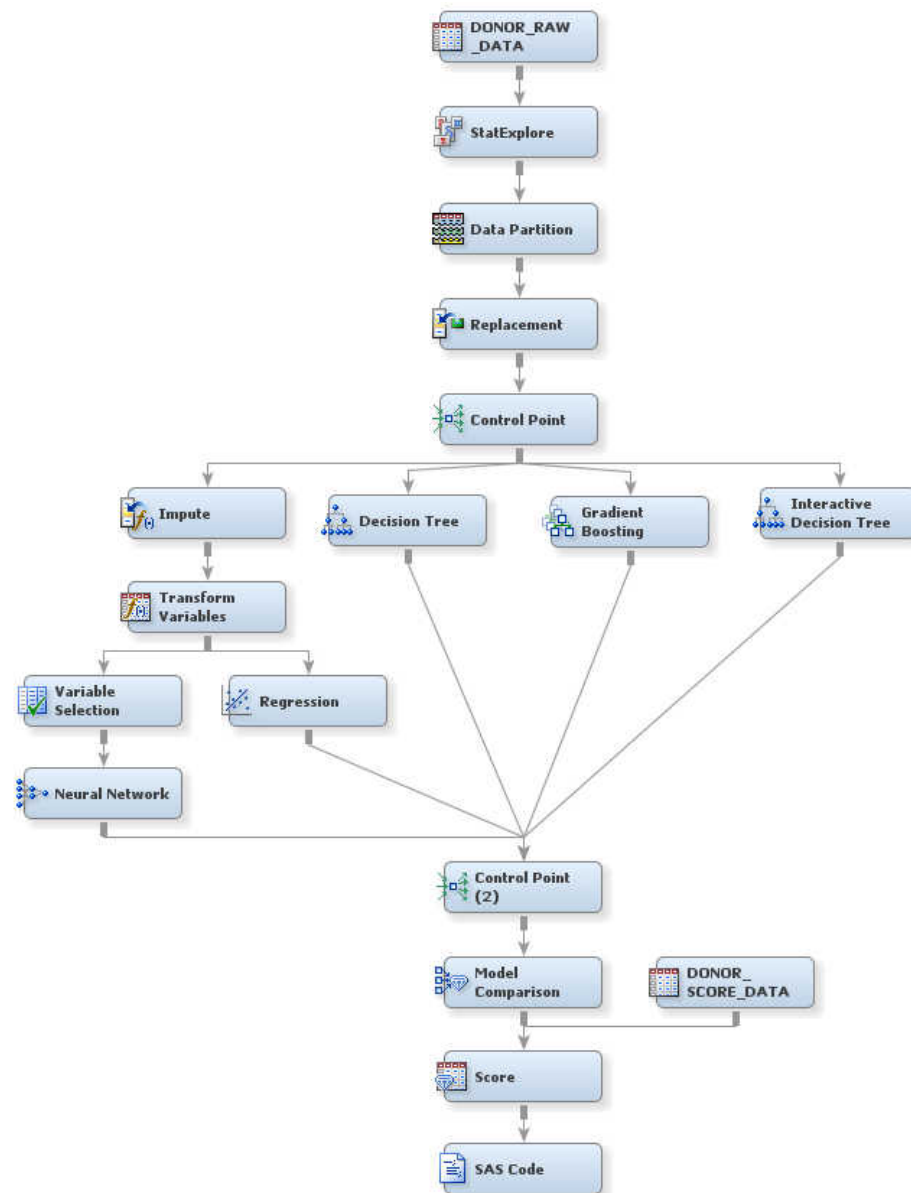 DONOR_RAW
_DATA
StatExplore
Data Partition
Replacement
Control Point
Impute
Decision Tree
Gradient
Boosting
Interactive
Decision Tree
Transform
Variables
Variable
Selection
Regression
Neural Network
Control Point
(2)
Model
Comparison
DONOR_
SCORE_DATA
Score
SAS Code